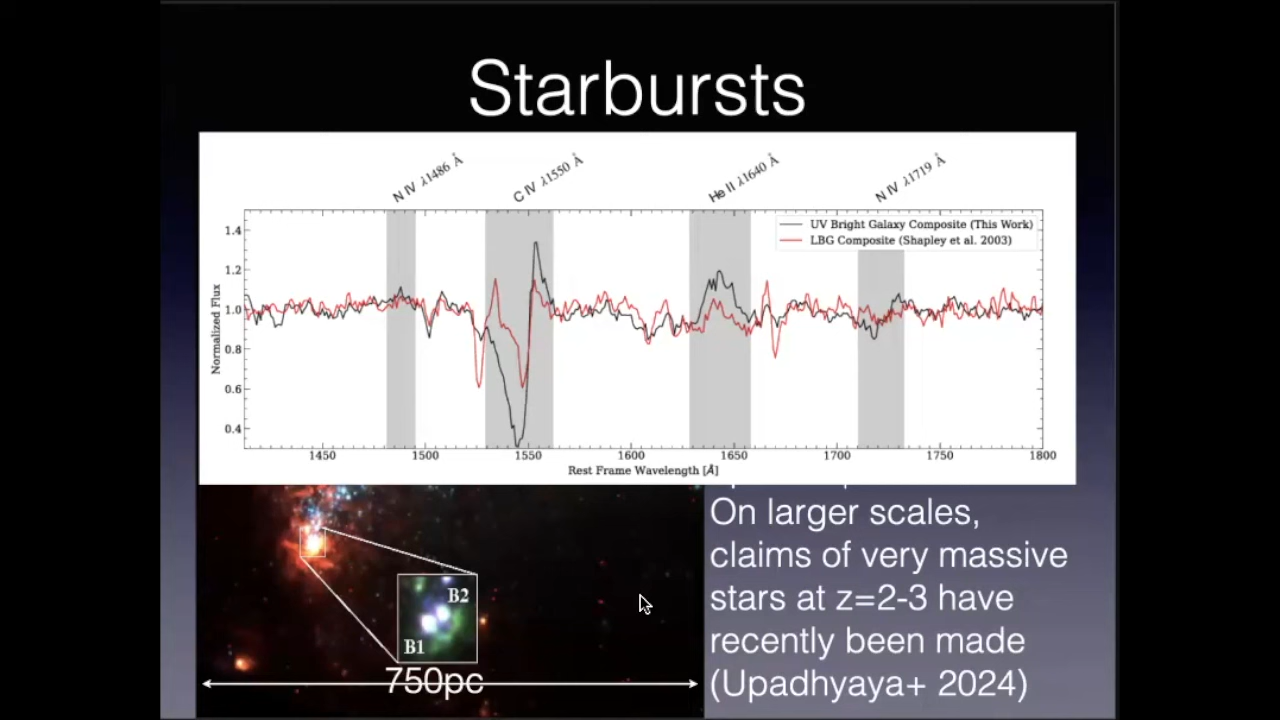 Starbursts
N IV λ1486 Å
C IV λ1550 Å
He II λ1640 Å
N IV λ1719 Å
UV Bright Galaxy Composite (This Work)
LBG Composite (Shapley et al. 2003)
Normalized Flux
1.4
1.2
1.0
0.8
0.6
0.4
1450 1500 1550 1600 1650 1700 1750 1800
Rest Frame Wavelength [Å]
B2
B1
750pc
On larger scales,
claims of very massive
stars at z=2-3 have
recently been made
(Upadhyaya+ 2024)